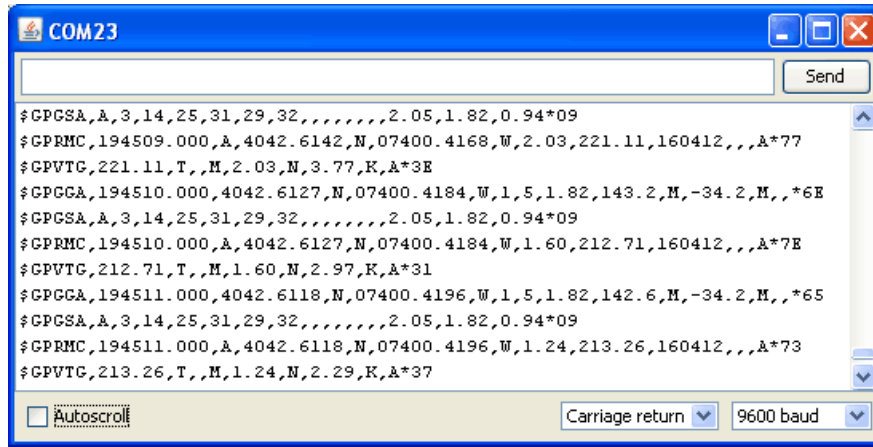 COM23
Send
$GPGSA,A,3,14,25,31,29,32,,,,,,,,2.05,1.82,0.94*09
$GPRMC,194509.000,A,4042.6142,N,07400.4168,W,2.03,221.11,160412,,,A*77
$GPVTG,221.11,T,,M,2.03,N,3.77,K,A*3E
$GPGGA,194510.000,4042.6127,N,07400.4184,W,1,5,1.82,143.2,M,-34.2,M,,*6E
$GPGSA,A,3,14,25,31,29,32,,,,,,,,2.05,1.82,0.94*09
$GPRMC,194510.000,A,4042.6127,N,07400.4184,W,1.60,212.71,160412,,,A*7E
$GPVTG,212.71,T,,M,1.60,N,2.97,K,A*31
$GPGGA,194511.000,4042.6118,N,07400.4196,W,1,5,1.82,142.6,M,-34.2,M,,*65
$GPGSA,A,3,14,25,31,29,32,,,,,,,,2.05,1.82,0.94*09
$GPRMC,194511.000,A,4042.6118,N,07400.4196,W,1.24,213.26,160412,,,A*73
$GPVTG,213.26,T,,M,1.24,N,2.29,K,A*37
Autoscroll
Carriage return
9600 baud